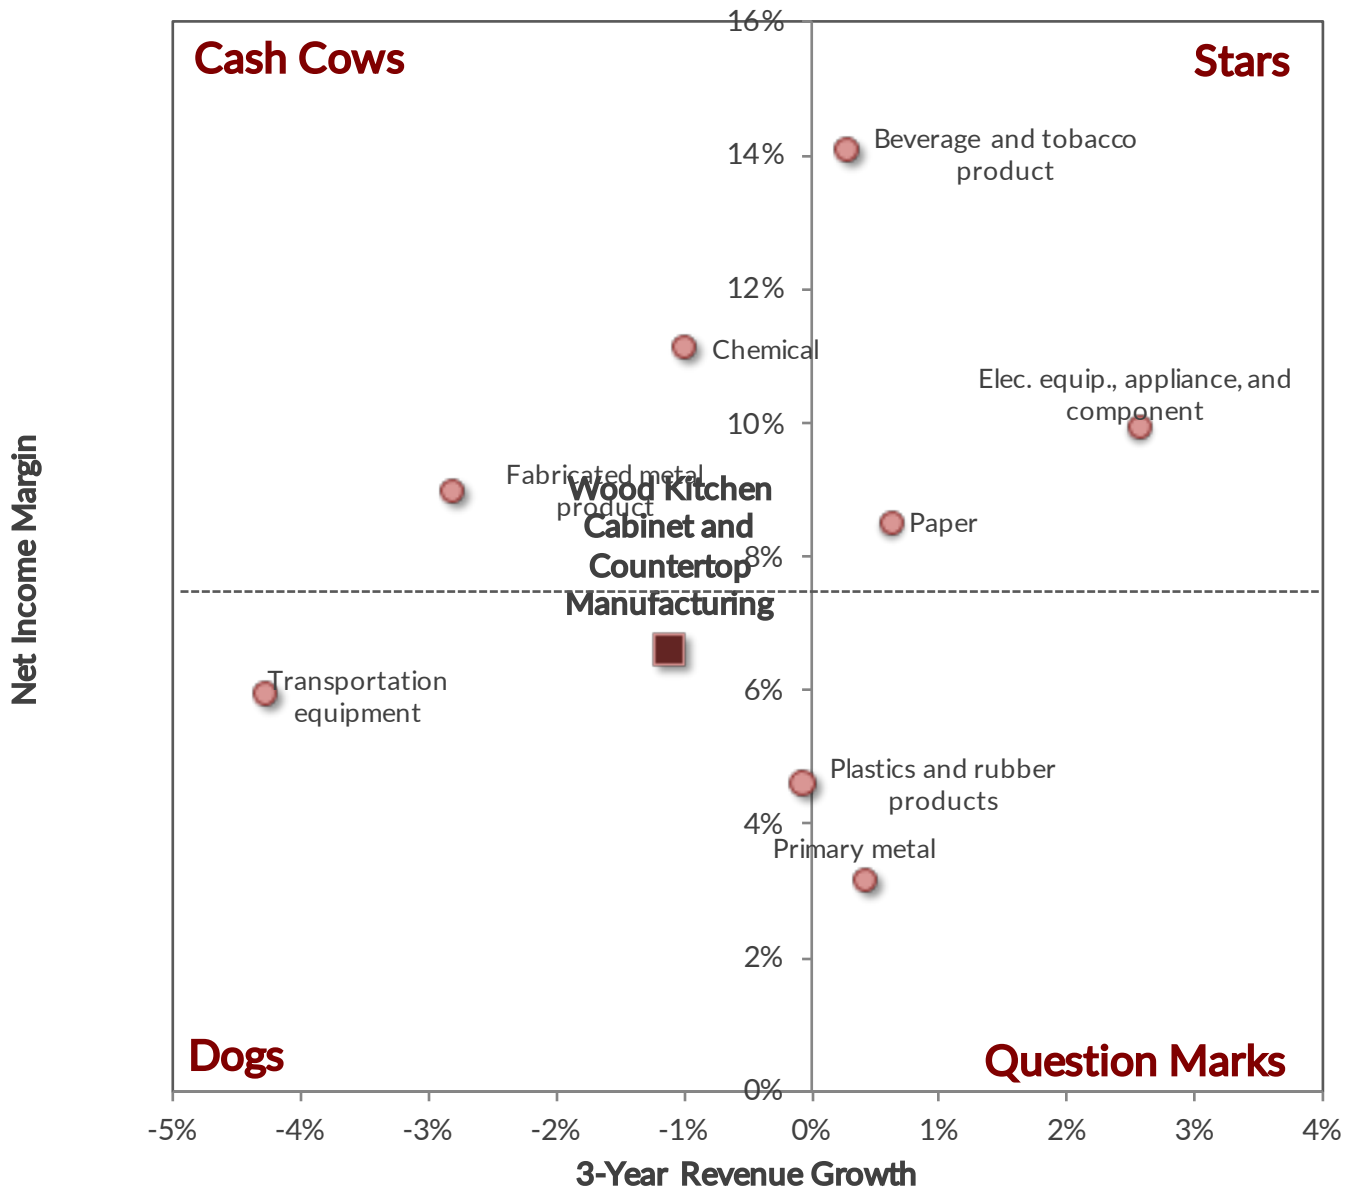 16%
Cash Cows
Stars
Beverage and tobacco
product
14%
12%
Chemical
Elec. equip., appliance, and
component
10%
Fabricated metal
product
Wood Kitchen
Cabinet and
Countertop
Manufacturing
Paper
8%
Net Income Margin
Transportation
equipment
6%
Plastics and rubber
products
4%
Primary metal
2%
Dogs
Question Marks
0%
-5% -4% -3% -2% -1% 0% 1% 2% 3% 4%
3-Year Revenue Growth